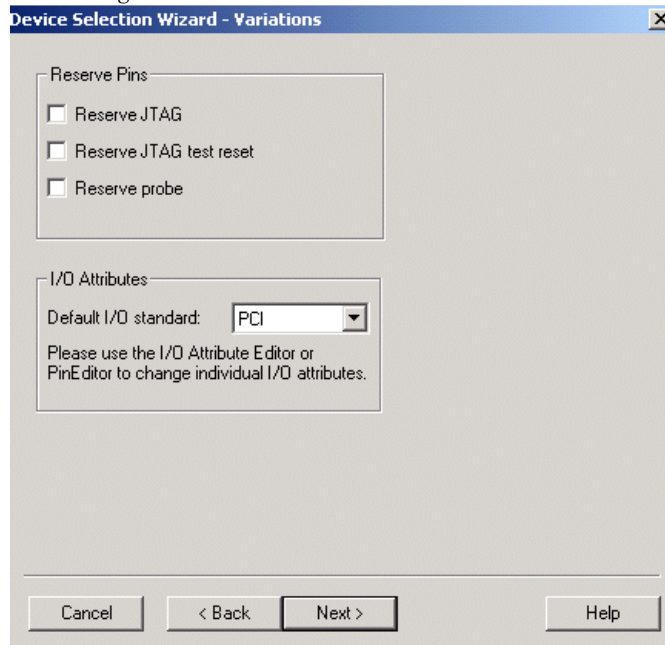 Device Selection Wizard - Variations
Reserve Pins
Reserve JTAG
Reserve JTAG test reset
Reserve probe
I/O Attributes
Default I/O standard: PCI
Please use the I/O Attribute Editor or
PinEditor to change individual I/O attributes.
Cancel < Back Next > Help